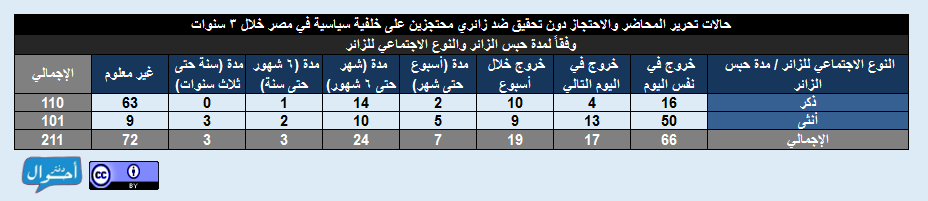 حالات تحرير المحاضر والاحتجاز دون تحقيق ضد زائري محتجزين على خلفية سياسية في مصر خلال ٣ سنوات
وفقاً لمدة حبس الزائر والنوع الاجتماعي للزائر
النوع الاجتماعي للزائر / مدة حبس الزائر خروج في نفس اليوم خروج في اليوم التالي خروج خلال أسبوع مدة (أسبوع حتى شهر) مدة (شهر حتى ٦ شهور) مدة (٦ شهور حتى سنة) مدة (سنة حتى ثلاث سنوات) غير معلوم الإجمالي
ذكر 16 4 10 2 14 1 0 63 110
أنثى 50 13 9 5 10 2 3 9 101
الإجمالي 66 17 19 7 24 3 3 72 211
دفتر أحوال
cc BY